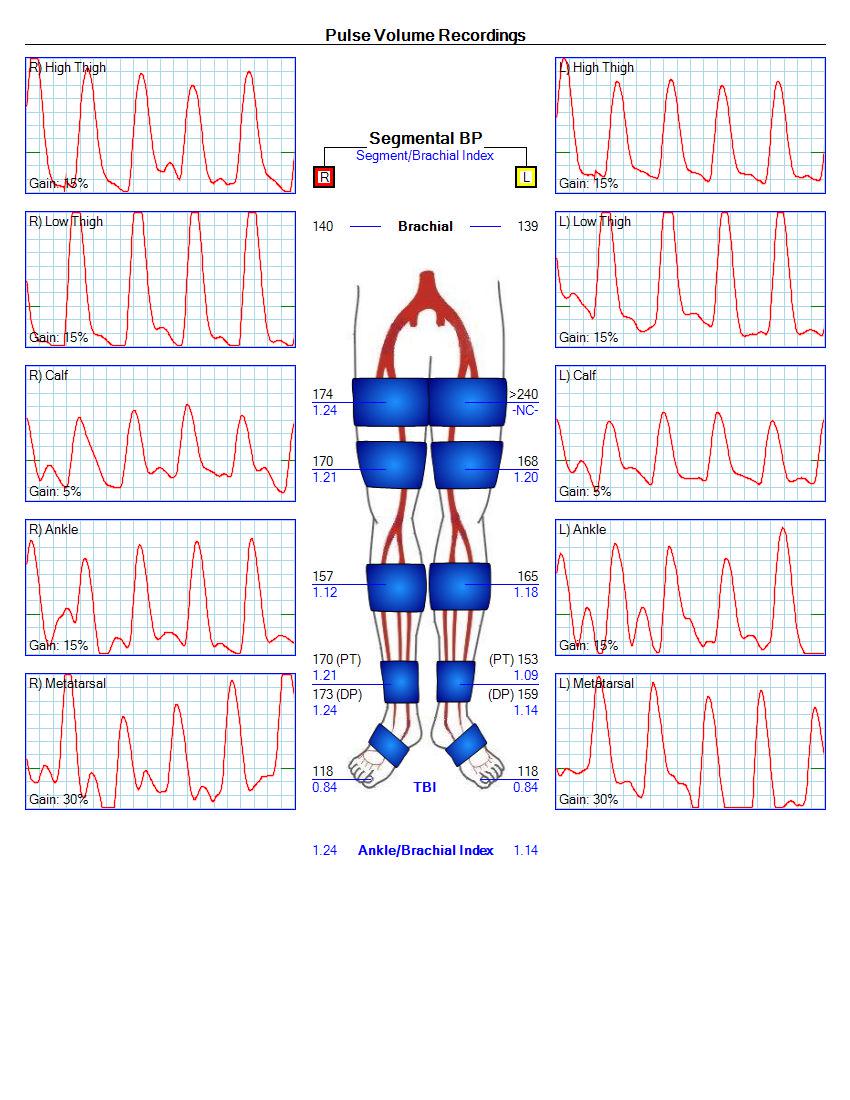 Pulse Volume Recordings
R) High Thigh
Gain: 15%
R) Low Thigh
Gain: 15%
R) Calf
Gain: 5%
R) Ankle
Gain: 15%
R) Metatarsal
Gain: 30%
Segmental BP
Segment/Brachial Index
R
L
140 Brachial 139
174 >240
1.24 -NC-
170 168
1.21 1.20
157 165
1.12 1.18
170 (PT) (PT) 153
1.21 1.09
173 (DP) (DP) 159
1.24 1.14
118 118
0.84 TBI 0.84
1.24 Ankle/Brachial Index 1.14
L) High Thigh
Gain: 15%
L) Low Thigh
Gain: 15%
L) Calf
Gain: 5%
L) Ankle
Gain: 15%
L) Metatarsal
Gain: 30%